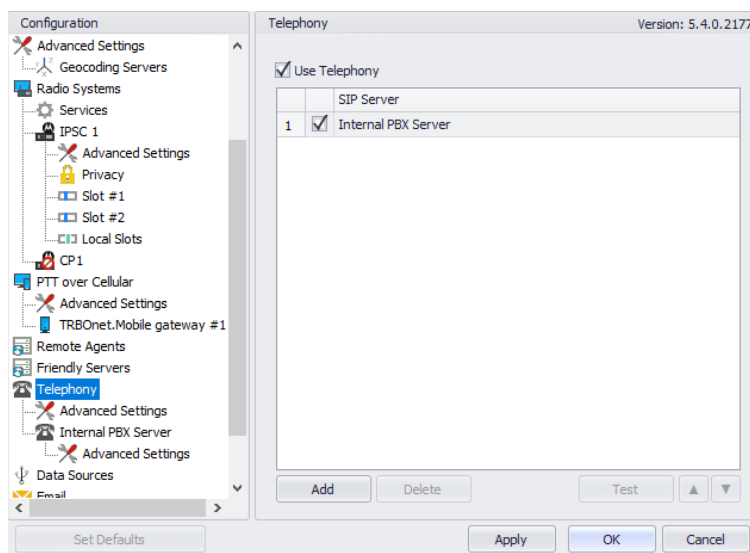 Configuration
Advanced Settings
Geocoding Servers
Radio Systems
Services
IPSC 1
Advanced Settings
Privacy
Slot #1
Slot #2
Local Slots
CP1
PTT over Cellular
Advanced Settings
TRBOnet.Mobile gateway #1
Remote Agents
Friendly Servers
Telephony
Advanced Settings
Internal PBX Server
Advanced Settings
Data Sources
Email
Set Defaults
Telephony Version: 5.4.0.2177
Use Telephony
SIP Server
1 Internal PBX Server
Add Delete Test
Apply OK Cancel